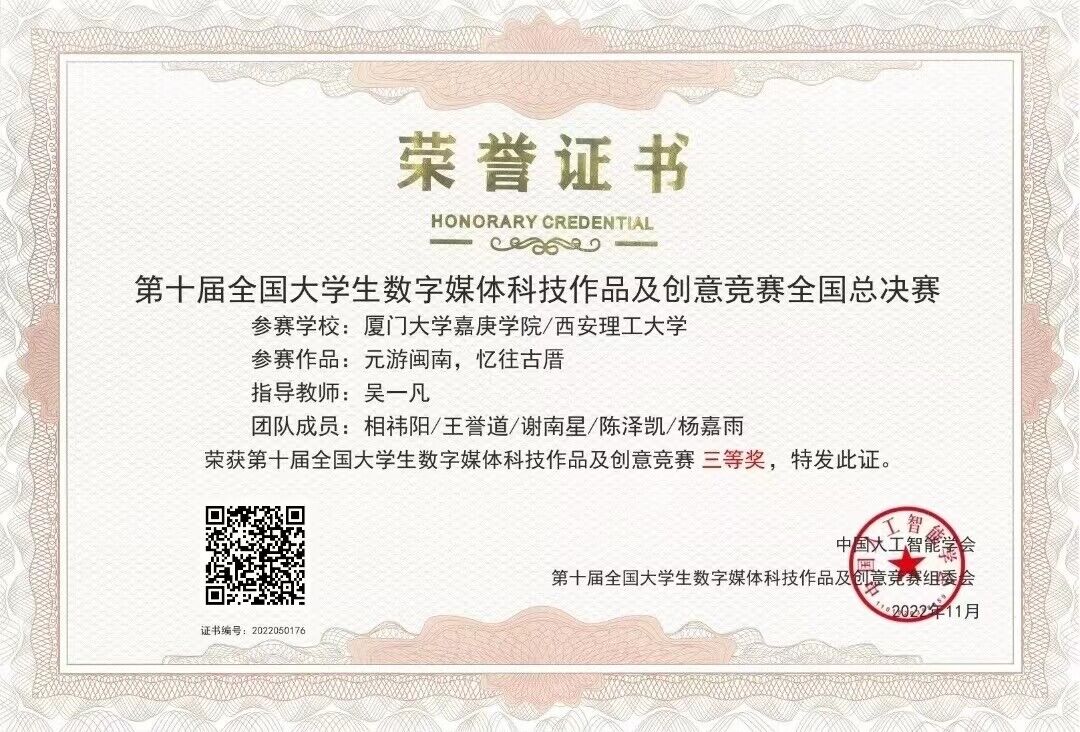 荣誉证书
HONORARY CREDENTIAL
第十届全国大学生数字媒体科技作品及创意竞赛全国总决赛
参赛学校：厦门大学嘉庚学院/西安理工大学
参赛作品：元游闽南，忆往古厝
指导教师：吴一凡
团队成员：相祎阳/王誉道/谢南星/陈泽凯/杨嘉雨
荣获第十届全国大学生数字媒体科技作品及创意竞赛 三等奖，特发此证。
中国人工智能学会
第十届全国大学生数字媒体科技作品及创意竞赛组委会
2022年11月
中国人工智能学会
证书编号：2022050176